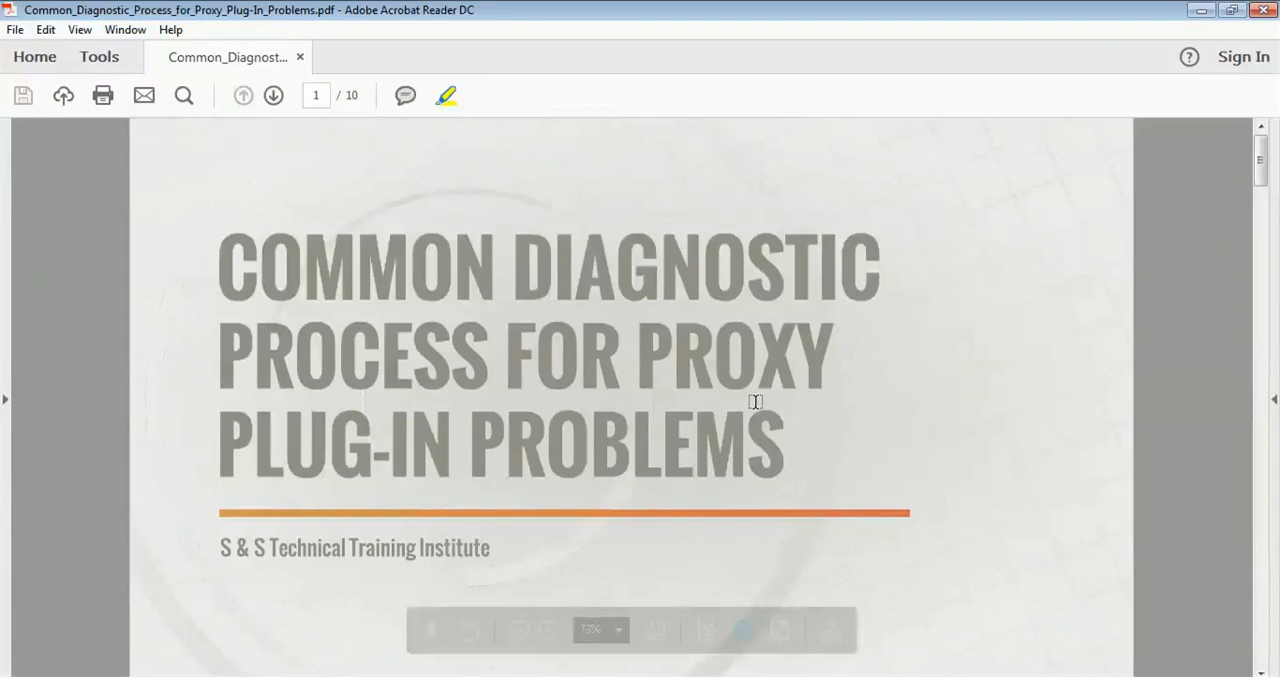 Common_Diagnostic_Process_for_Proxy_Plug-In_Problems.pdf - Adobe Acrobat Reader DC
File Edit View Window Help
Home Tools Common_Diagnost... × ? Sign In
1 / 10
COMMON DIAGNOSTIC
PROCESS FOR PROXY
PLUG-IN PROBLEMS
S & S Technical Training Institute